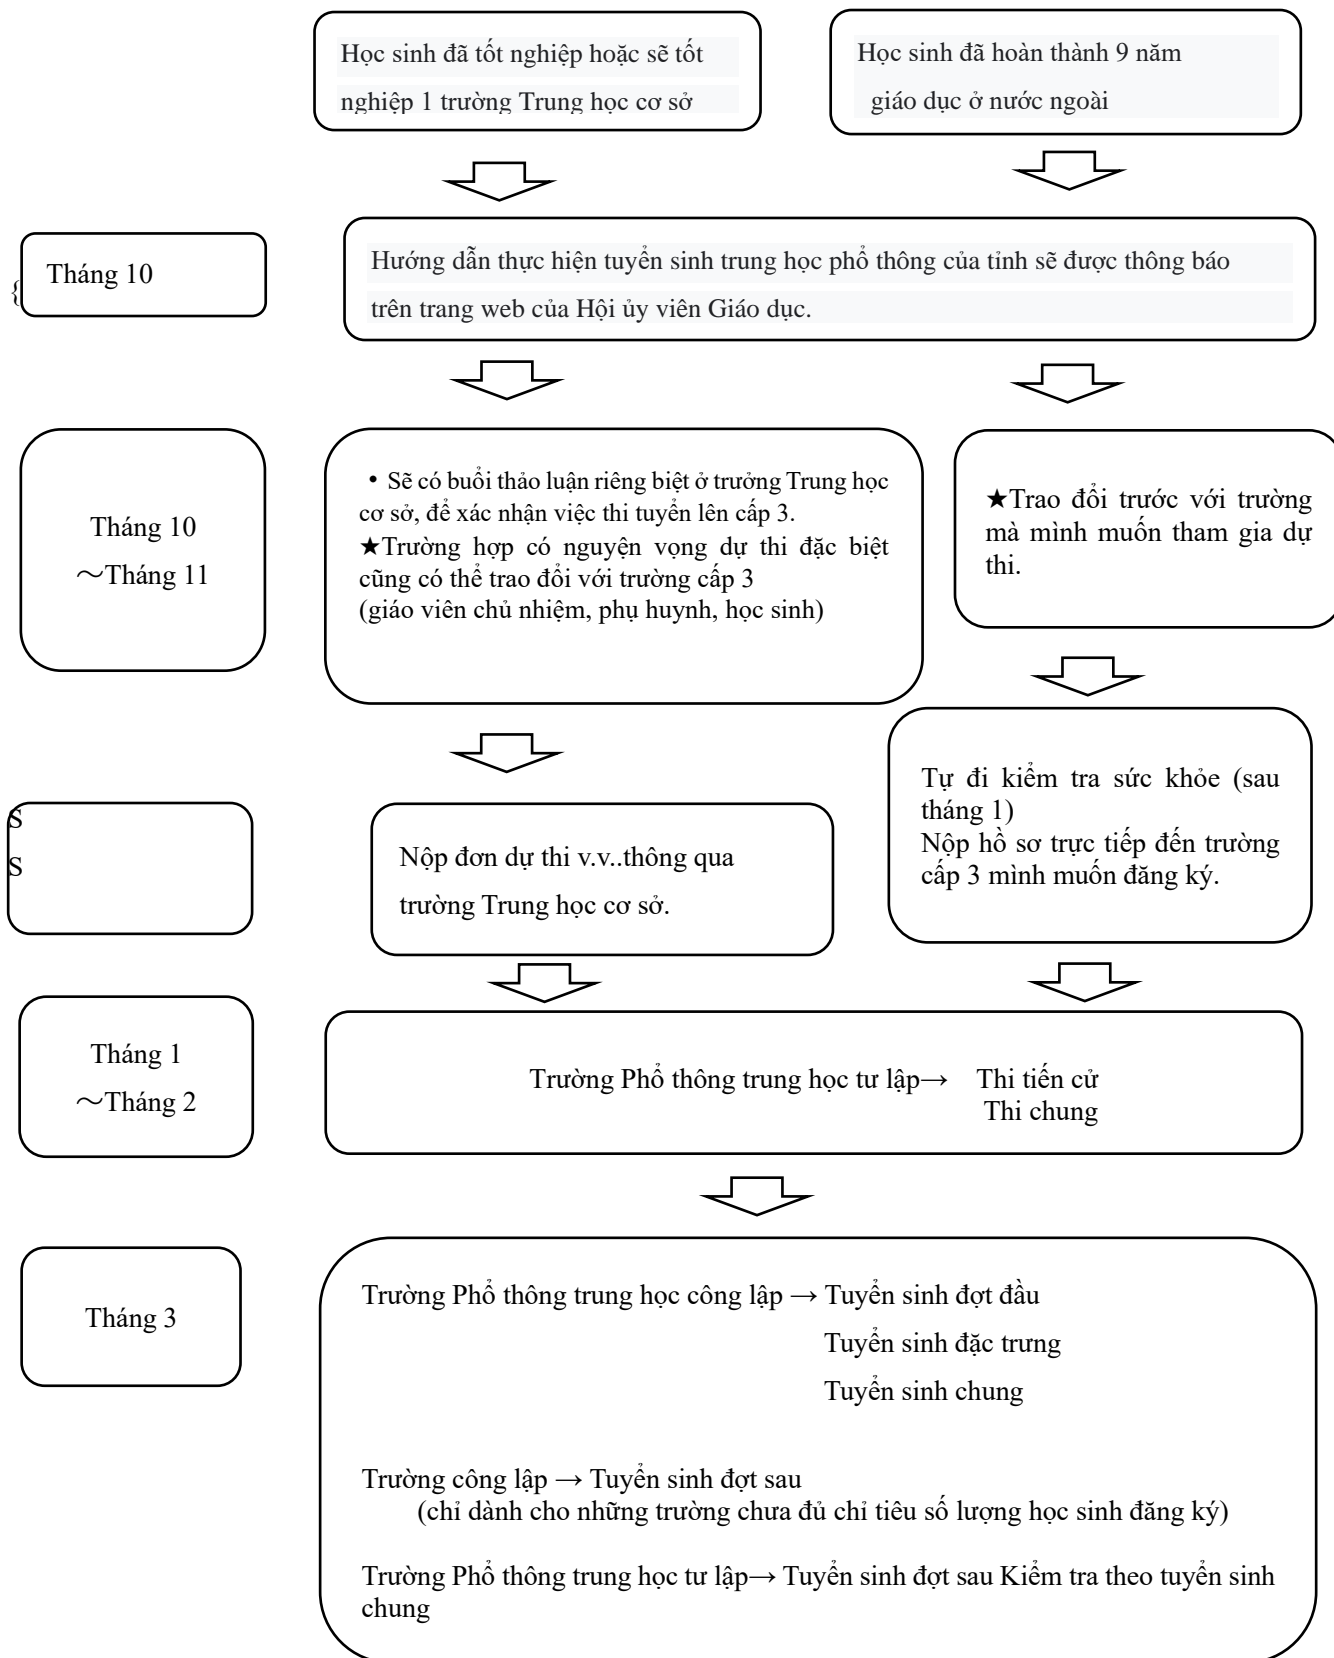 Học sinh đã tốt nghiệp hoặc sẽ tốt
nghiệp 1 trường Trung học cơ sở
Học sinh đã hoàn thành 9 năm
giáo dục ở nước ngoài
{
Tháng 10
Hướng dẫn thực hiện tuyển sinh trung học phổ thông của tỉnh sẽ được thông báo
trên trang web của Hội ủy viên Giáo dục.
Tháng 10
～Tháng 11
・Sẽ có buổi thảo luận riêng biệt ở trưởng Trung học
cơ sở, để xác nhận việc thi tuyển lên cấp 3.
★Trường hợp có nguyện vọng dự thi đặc biệt
cũng có thể trao đổi với trường cấp 3
(giáo viên chủ nhiệm, phụ huynh, học sinh)
★Trao đổi trước với trường
mà mình muốn tham gia dự
thi.
S
S
Nộp đơn dự thi v.v..thông qua
trường Trung học cơ sở.
Tự đi kiểm tra sức khỏe (sau
tháng 1)
Nộp hồ sơ trực tiếp đến trường
cấp 3 mình muốn đăng ký.
Tháng 1
～Tháng 2
Trường Phổ thông trung học tư lập→ Thi tiến cử
Thi chung
Tháng 3
Trường Phổ thông trung học công lập → Tuyển sinh đợt đầu
Tuyển sinh đặc trưng
Tuyển sinh chung
Trường công lập → Tuyển sinh đợt sau
(chỉ dành cho những trường chưa đủ chỉ tiêu số lượng học sinh đăng ký)
Trường Phổ thông trung học tư lập→ Tuyển sinh đợt sau Kiểm tra theo tuyển sinh
chung